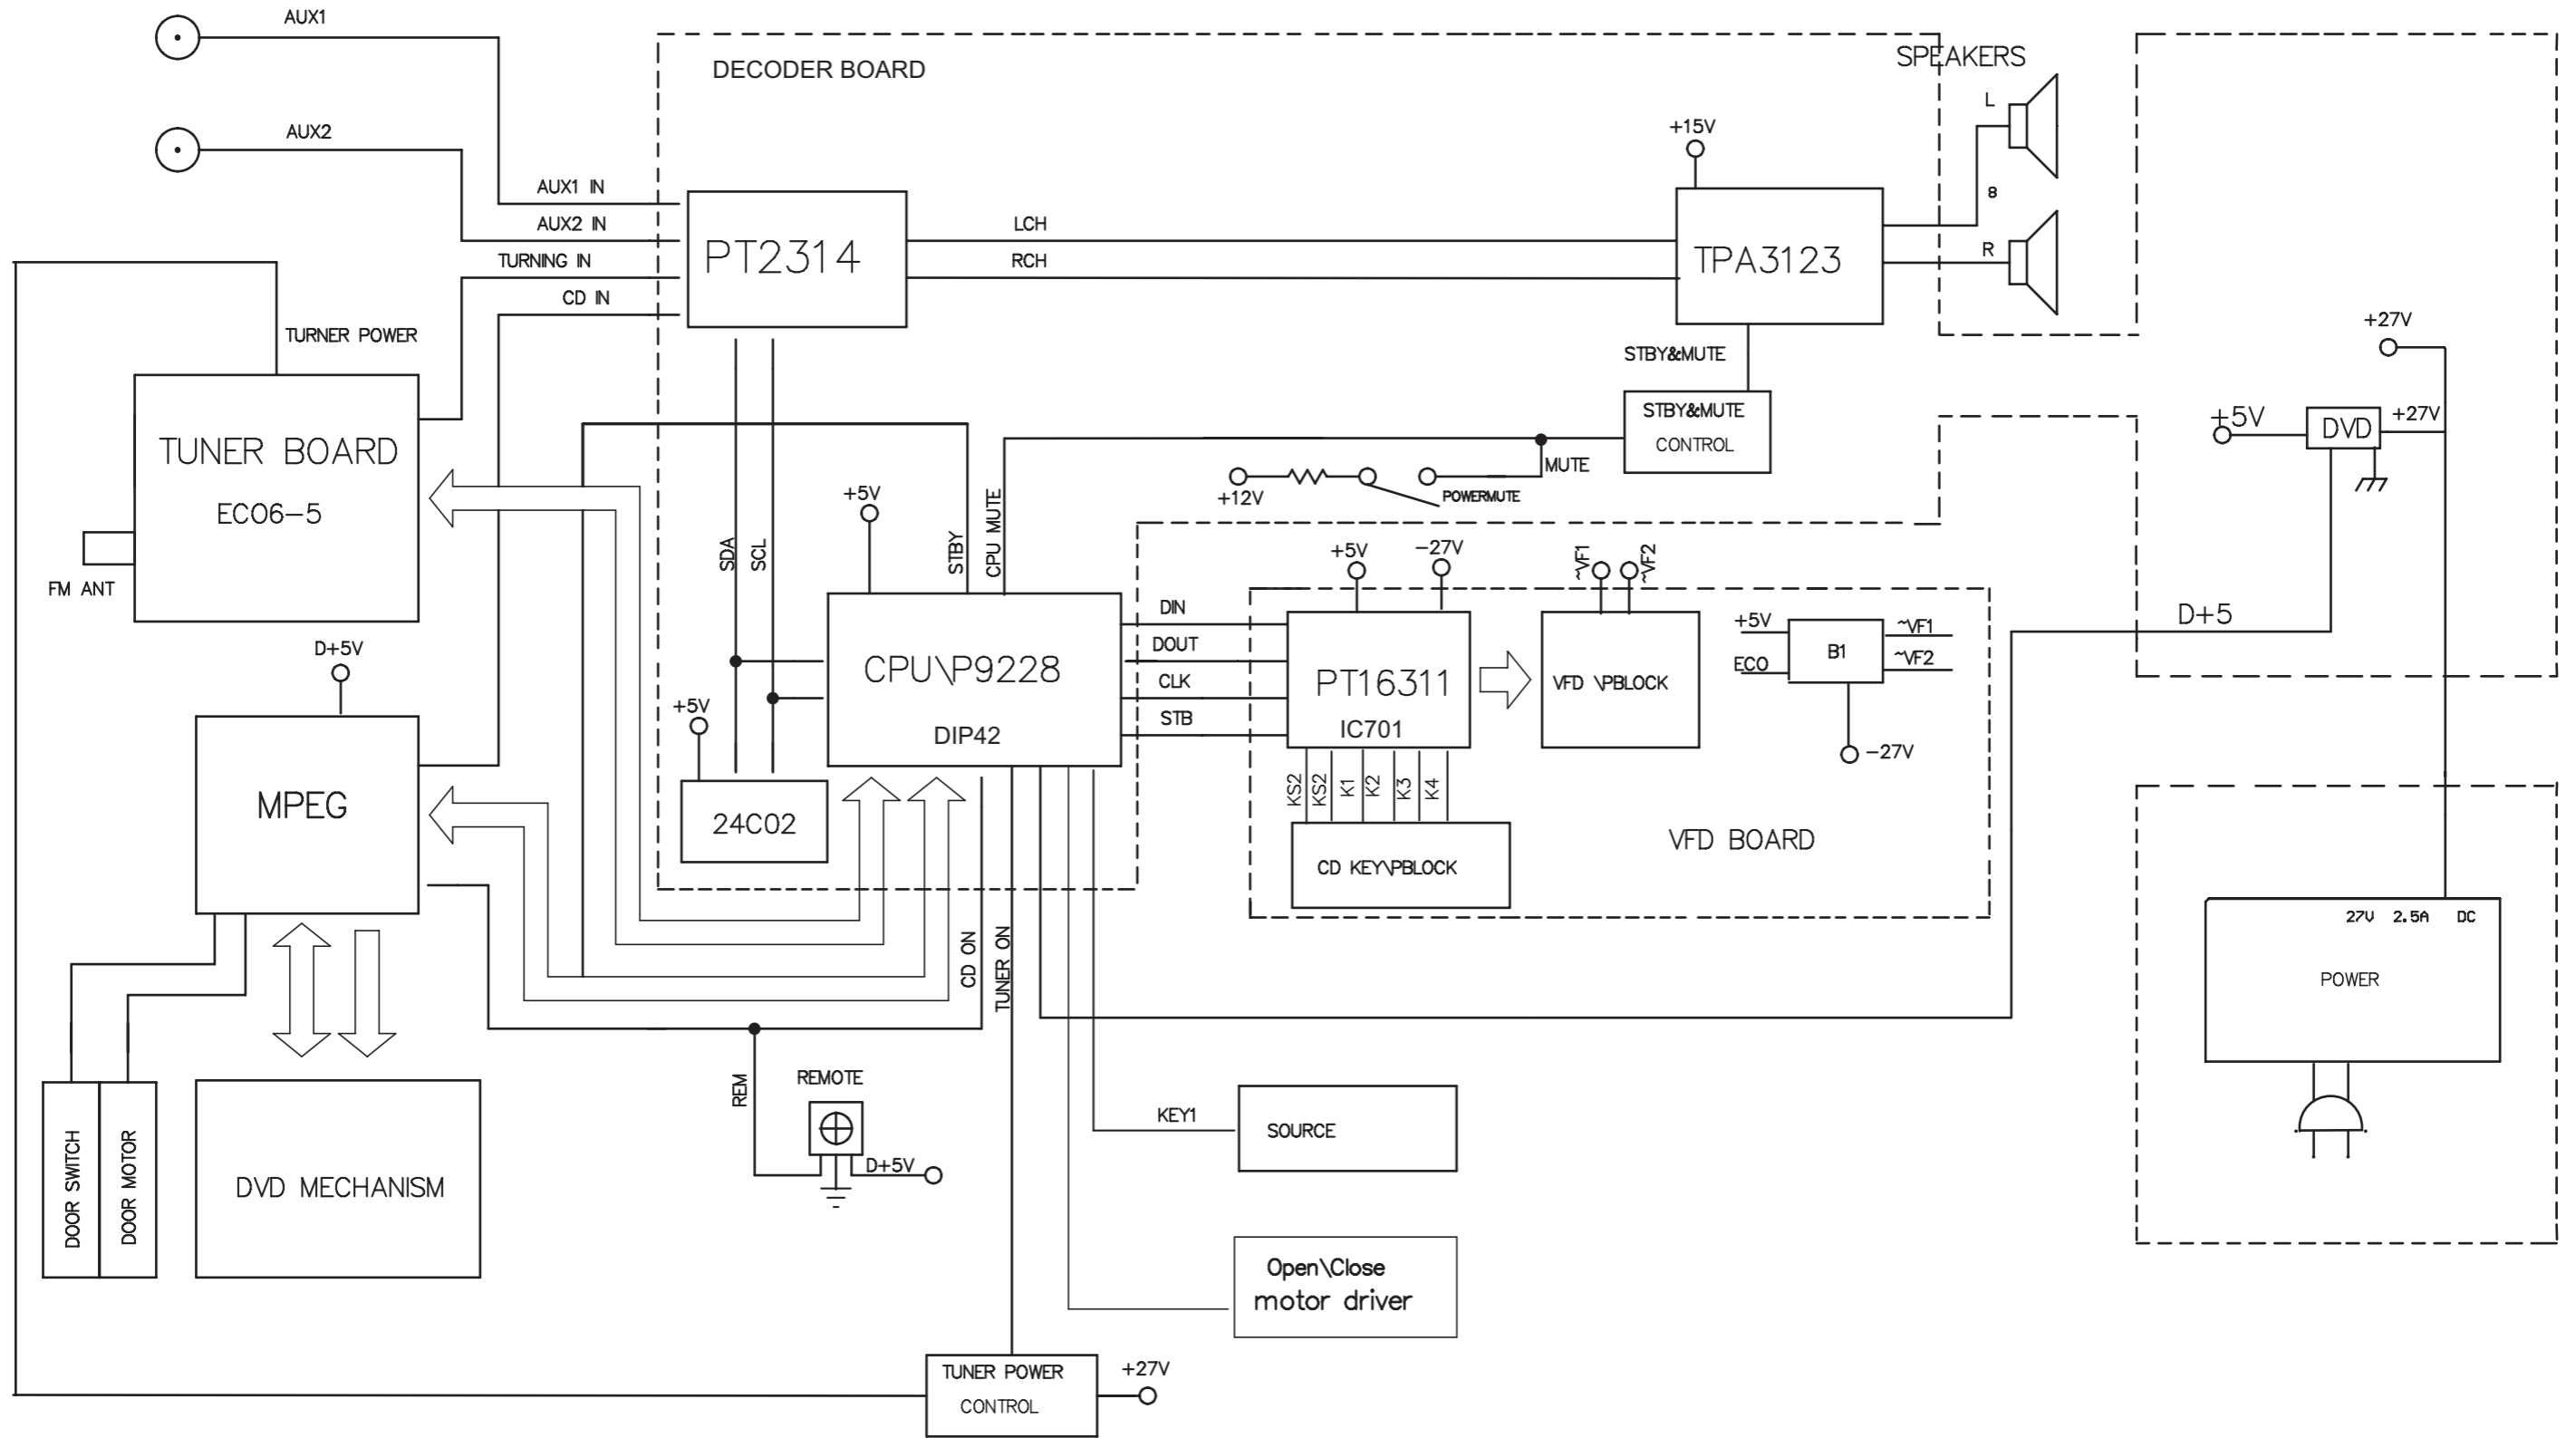 AUX1
DECODER BOARD
SPEAKERS
L
AUX2
+15V
AUX1 IN
8
AUX2 IN
LCH
PT2314
TPA3123
R
TURNING IN
RCH
CD IN
TURNER POWER
+27V
STBY&MUTE
STBY&MUTE
CONTROL
+5V
DVD
+27V
TUNER BOARD
ECO6-5
MUTE
+12V
POWERMUTE
+5V
SDA
SCL
STBY
CPU MUTE
+5V
-27V
~VF1
~VF2
FM ANT
DIN
D+5
D+5V
DOUT
CPU\P9228
DIP42
CLK
STB
PT16311
IC701
VFD \PBLOCK
+5V
ECO
B1
~VF1
~VF2
-27V
+5V
MPEG
24C02
KS2
KS2
K1
K2
K3
K4
CD KEY\PBLOCK
VFD BOARD
27V 2.5A DC
POWER
CD ON
TUNER ON
REM
REMOTE
D+5V
KEY1
SOURCE
DOOR SWITCH
DOOR MOTOR
DVD MECHANISM
Open\Close
motor driver
TUNER POWER
CONTROL
+27V